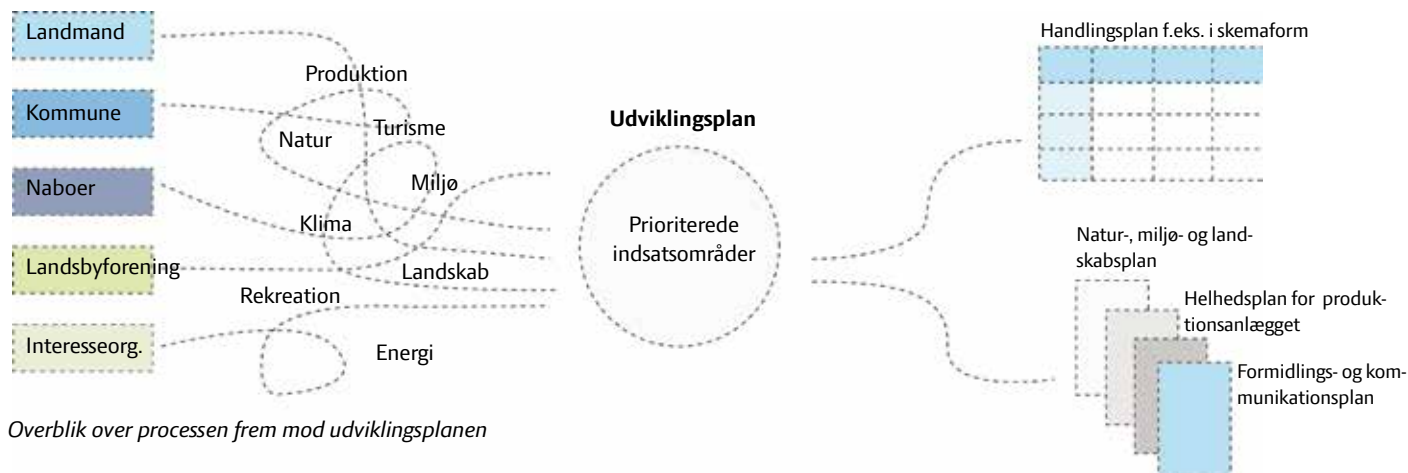 Landmand
Kommune
Naboer
Landsbyforening
Interesseorg.
Produktion
Natur
Turisme
Miljø
Klima
Landskab
Rekreation
Energi
Udviklingsplan
Prioriterede
indsatsområder
Handlingsplan f.eks. i skemaform
Natur-, miljø- og land-
skabsplan
Helhedsplan for produk-
tionsanlægget
Formidlings- og kom-
munikationsplan
Overblik over processen frem mod udviklingsplanen